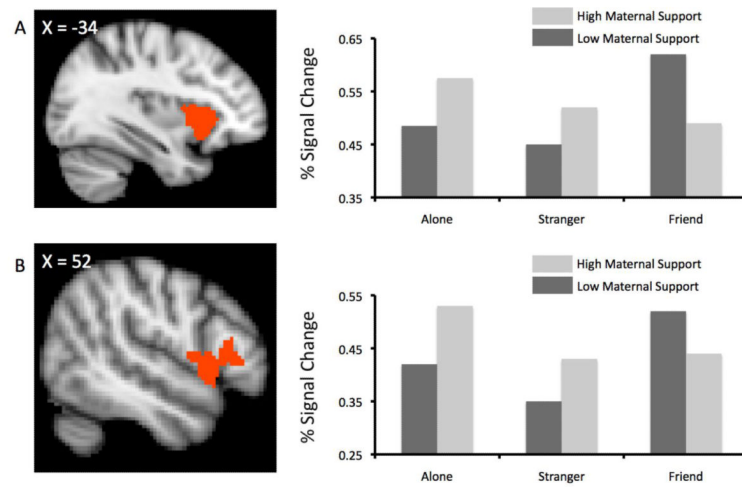 A
X = -34
High Maternal Support
Low Maternal Support
% Signal Change
0.65
0.55
0.45
0.35
Alone Stranger Friend
B
X = 52
High Maternal Support
Low Maternal Support
% Signal Change
0.55
0.45
0.35
0.25
Alone Stranger Friend